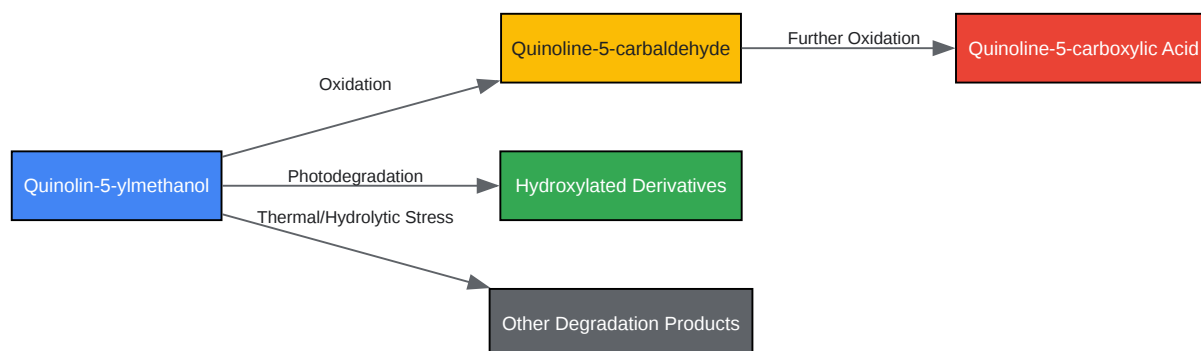 Quinoline-5-carbaldehyde
Further Oxidation
Quinoline-5-carboxylic Acid
Oxidation
Quinolin-5-ylmethanol
Photodegradation
Hydroxylated Derivatives
Thermal/Hydrolytic Stress
Other Degradation Products